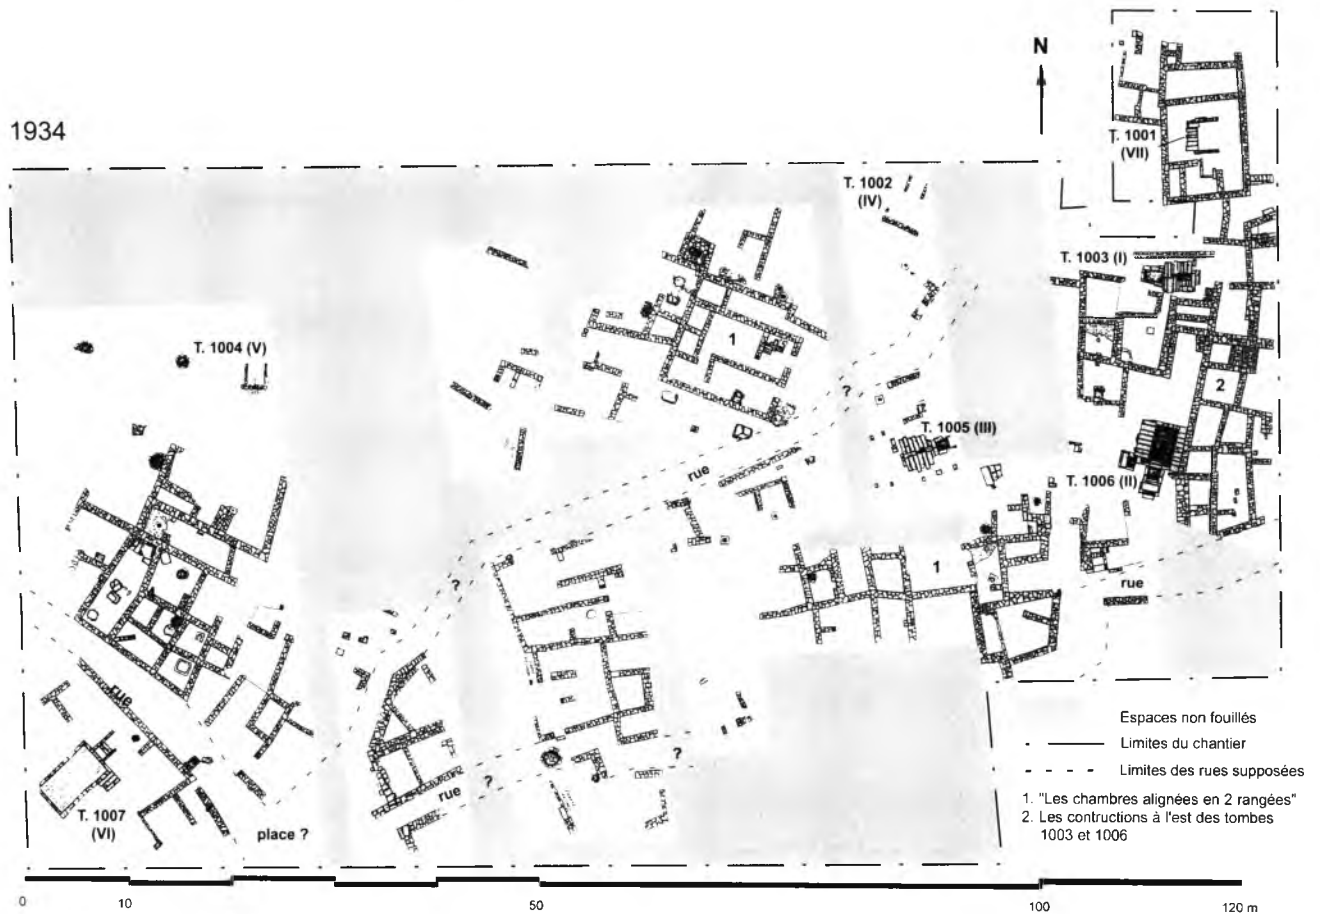 1934
N
T. 1001
(VII)
T. 1002
(IV)
T. 1003 (I)
T. 1004 (V)
1
?
2
T. 1005 (III)
rue
T. 1006 (II)
?
1
rue
rue
?
?
rue
T. 1007
(VI)
place ?
Espaces non fouillés
Limites du chantier
Limites des rues supposées
1. "Les chambres alignées en 2 rangées"
2. Les contructions à l'est des tombes
1003 et 1006
0 10 50 100 120 m